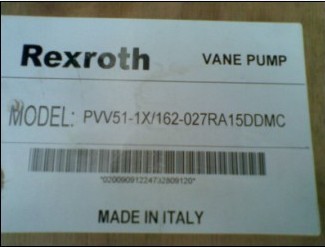 Rexroth VANE PUMP
MODEL: PVV51-1X/162-027RA15DDMC
MADE IN ITALY